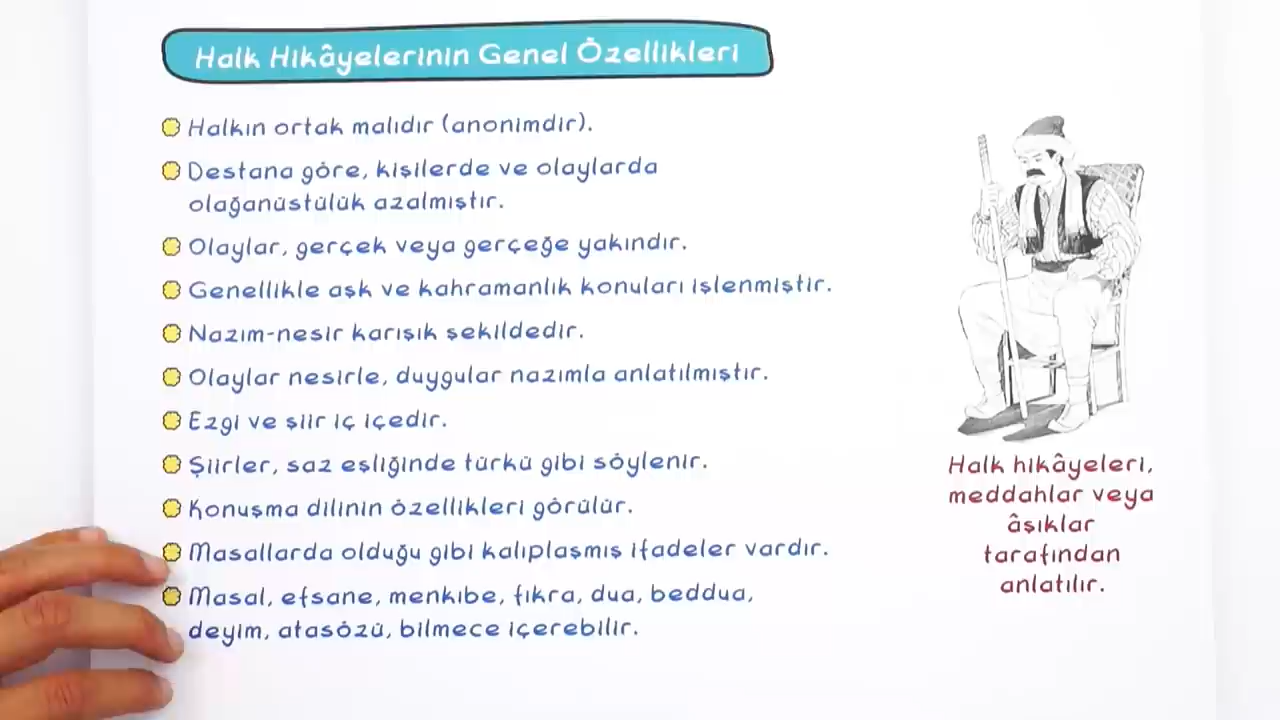 Halk Hikâyelerinin Genel Özellikleri
Halkın ortak malıdır (anonimdir).
Destana göre, kişilerde ve olaylarda
olağanüstülük azalmıştır.
Olaylar, gerçek veya gerçeğe yakındır.
Genellikle aşk ve kahramanlık konuları işlenmiştir.
Nazım-nesir karışık şekildedir.
Olaylar nesirle, duygular nazımla anlatılmıştır.
Ezgi ve şiir iç içedir.
Şiirler, saz eşliğinde türkü gibi söylenir.
Konuşma dilinin özellikleri görülür.
Masallarda olduğu gibi kalıplaşmış ifadeler vardır.
Masal, efsane, menkıbe, fıkra, dua, beddua,
deyim, atasözü, bilmece içerebilir.
Halk hikâyeleri,
meddahlar veya
âşıklar
tarafından
anlatılır.